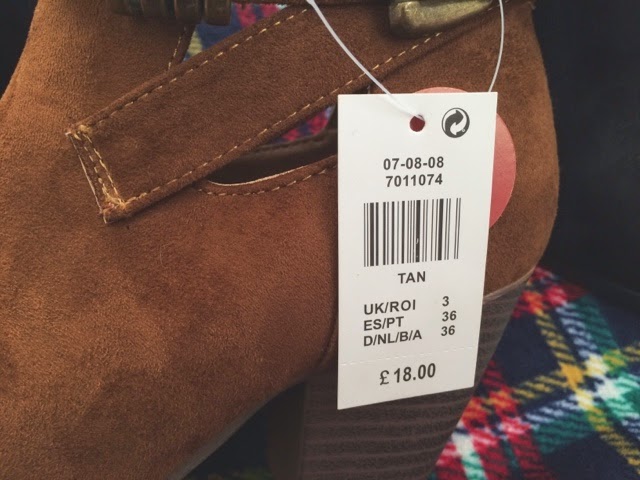 07-08-08
7011074
TAN
UK/ROI 3
ES/PT 36
D/NL/B/A 36
£18.00